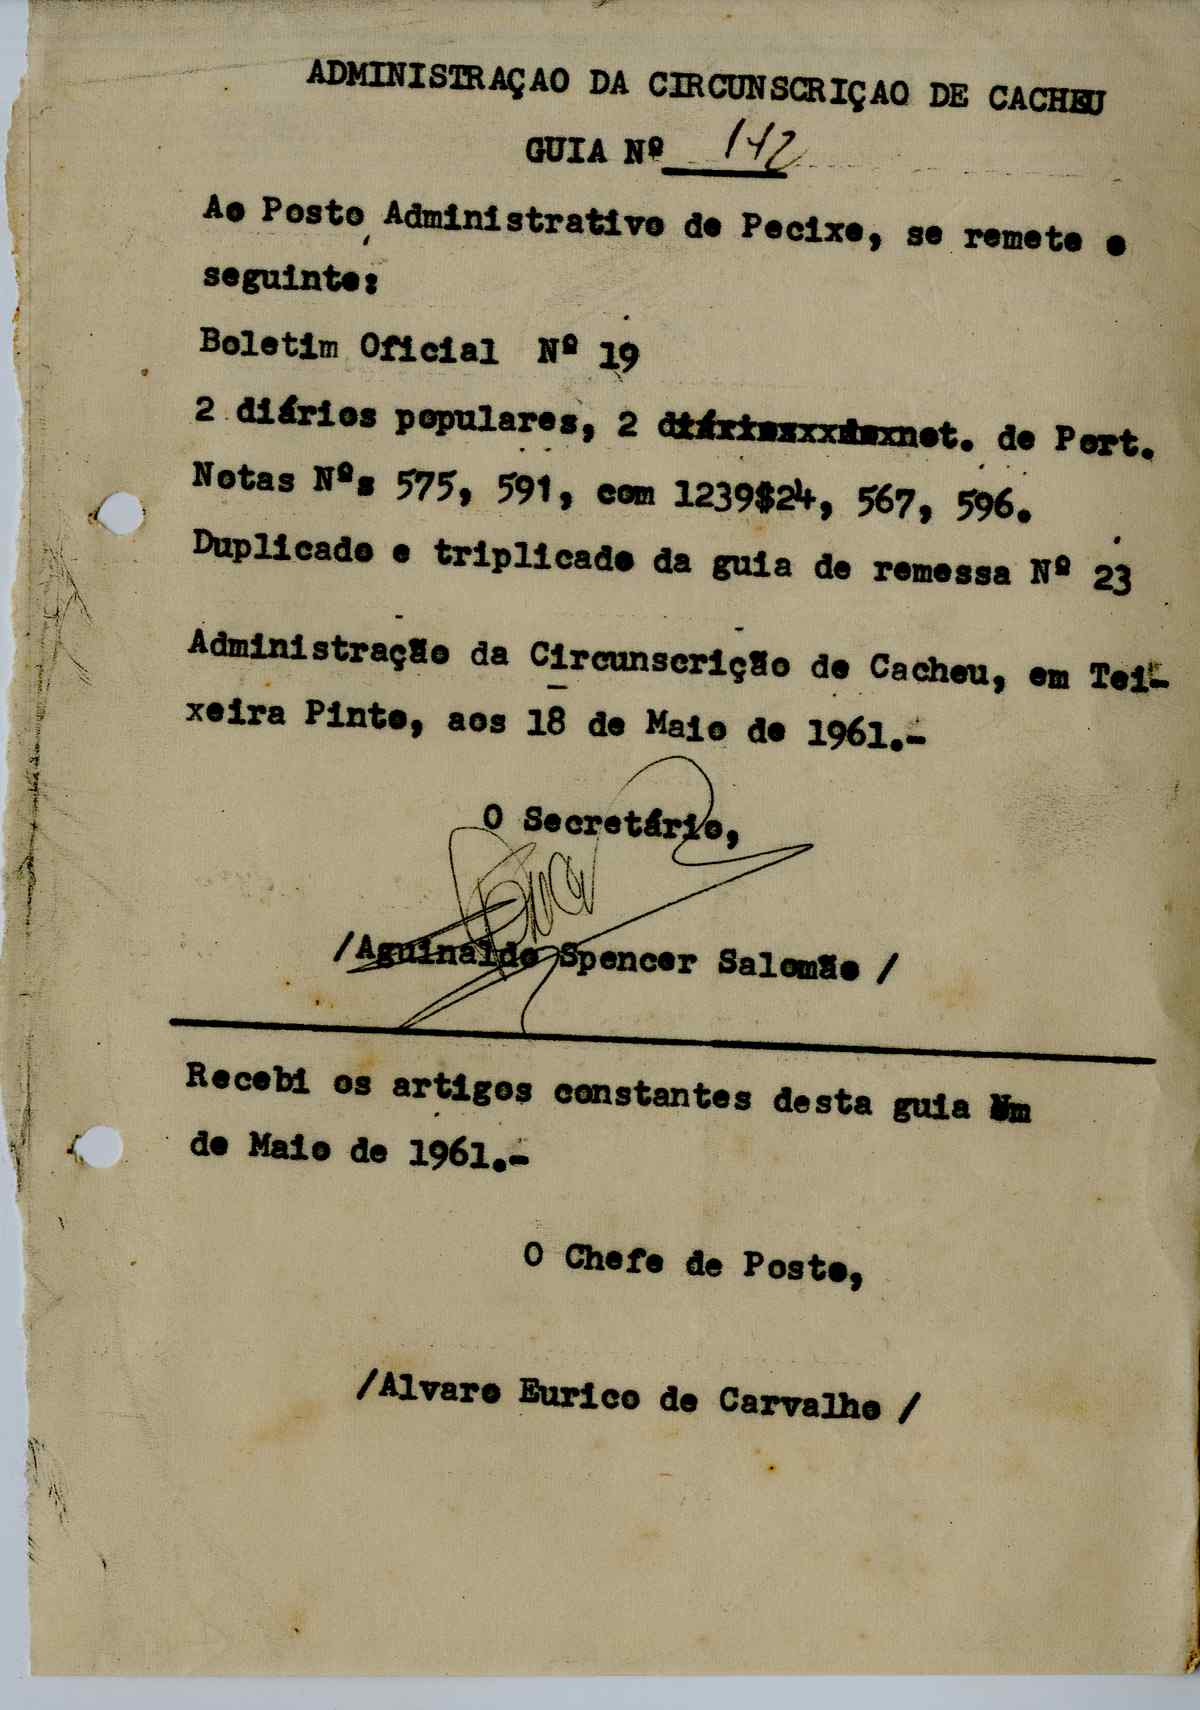 ADMINISTRAÇAO DA CIRCUNSCRIÇAO DE CACHEU
GUIA Nº 142
Ao Posto Administrativo de Pecixe, se remete o
seguinte:
Boletim Oficial Nº 19
2 diários populares, 2 not. de Port.
Notas Nºs 575, 591, com 1239$24, 567, 596.
Duplicado e triplicado da guia de remessa Nº 23
Administração da Circunscrição de Cacheu, em Tei-
xeira Pinto, aos 18 de Maio de 1961.-
O Secretário,
/Aguinaldo Spencer Salomão /
Recebi os artigos constantes desta guia Em
de Maio de 1961.-
O Chefe de Posto,
/Alvaro Eurico de Carvalho /